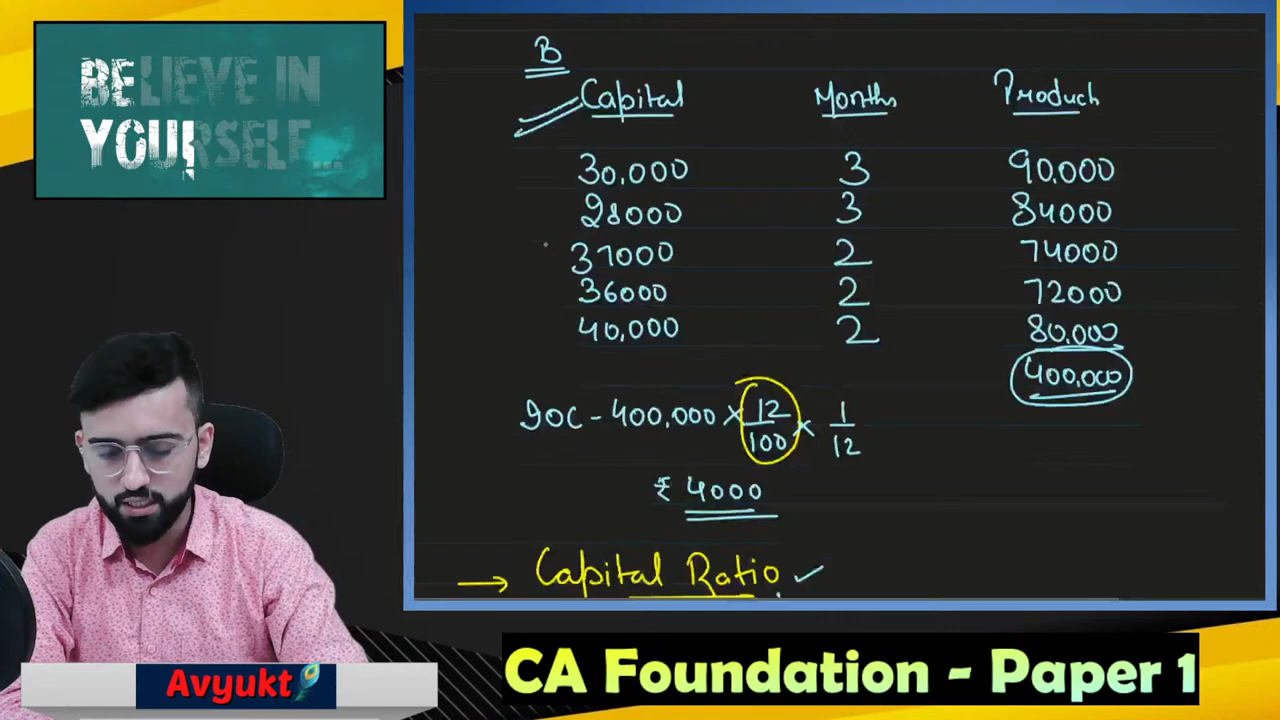 BELIEVE IN
YOURSELF...
B
Capital Months Product
30,000 3 90,000
28000 3 84000
37000 2 74000
36000 2 72000
40,000 2 80,000
400,000
IOC - 400,000 × 12/100 × 1/12
₹ 4000
→ Capital Ratio ✓
Avyukt
CA Foundation - Paper 1